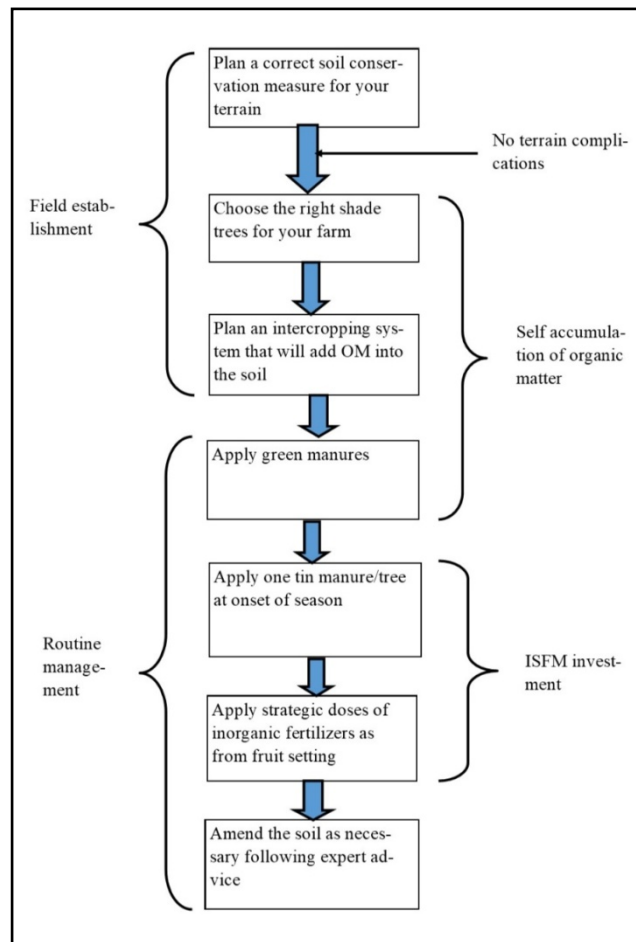 Plan a correct soil conser-
vation measure for your
terrain
No terrain compli-
cations
Field estab-
lishment
Choose the right shade
trees for your farm
Plan an intercropping sys-
tem that will add OM into
the soil
Self accumula-
tion of organic
matter
Apply green manures
Apply one tin manure/tree
at onset of season
Routine
manage-
ment
ISFM invest-
ment
Apply strategic doses of
inorganic fertilizers as
from fruit setting
Amend the soil as neces-
sary following expert ad-
vice